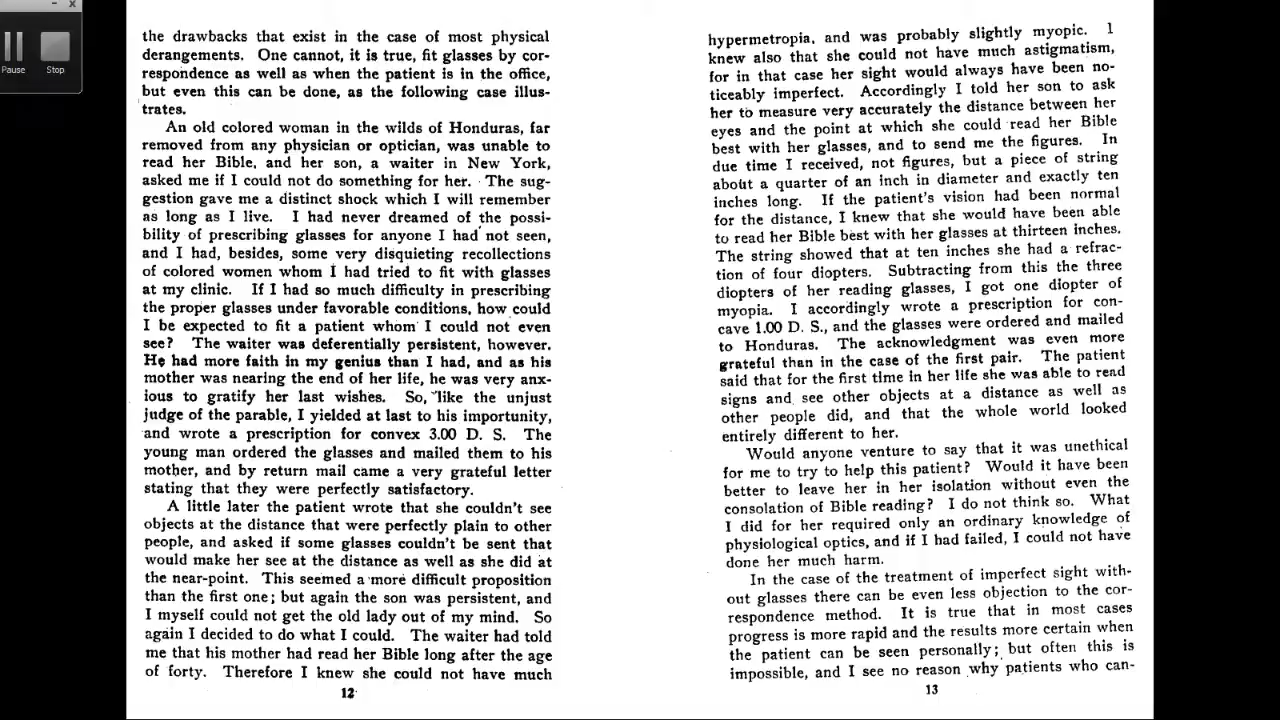 Pause
Stop
the drawbacks that exist in the case of most physical
derangements. One cannot, it is true, fit glasses by cor-
respondence as well as when the patient is in the office,
but even this can be done, as the following case illus-
trates.
An old colored woman in the wilds of Honduras, far
removed from any physician or optician, was unable to
read her Bible, and her son, a waiter in New York,
asked me if I could not do something for her. The sug-
gestion gave me a distinct shock which I will remember
as long as I live. I had never dreamed of the possi-
bility of prescribing glasses for anyone I had not seen,
and I had, besides, some very disquieting recollections
of colored women whom I had tried to fit with glasses
at my clinic. If I had so much difficulty in prescribing
the proper glasses under favorable conditions, how could
I be expected to fit a patient whom I could not even
see? The waiter was deferentially persistent, however.
He had more faith in my genius than I had, and as his
mother was nearing the end of her life, he was very anx-
ious to gratify her last wishes. So, like the unjust
judge of the parable, I yielded at last to his importunity,
and wrote a prescription for convex 3.00 D. S. The
young man ordered the glasses and mailed them to his
mother, and by return mail came a very grateful letter
stating that they were perfectly satisfactory.
A little later the patient wrote that she couldn't see
objects at the distance that were perfectly plain to other
people, and asked if some glasses couldn't be sent that
would make her see at the distance as well as she did at
the near-point. This seemed a more difficult proposition
than the first one; but again the son was persistent, and
I myself could not get the old lady out of my mind. So
again I decided to do what I could. The waiter had told
me that his mother had read her Bible long after the age
of forty. Therefore I knew she could not have much
12
hypermetropia, and was probably slightly myopic. I
knew also that she could not have much astigmatism,
for in that case her sight would always have been no-
ticeably imperfect. Accordingly I told her son to ask
her to measure very accurately the distance between her
eyes and the point at which she could read her Bible
best with her glasses, and to send me the figures. In
due time I received, not figures, but a piece of string
about a quarter of an inch in diameter and exactly ten
inches long. If the patient's vision had been normal
for the distance, I knew that she would have been able
to read her Bible best with her glasses at thirteen inches.
The string showed that at ten inches she had a refrac-
tion of four diopters. Subtracting from this the three
diopters of her reading glasses, I got one diopter of
myopia. I accordingly wrote a prescription for con-
cave 1.00 D. S., and the glasses were ordered and mailed
to Honduras. The acknowledgment was even more
grateful than in the case of the first pair. The patient
said that for the first time in her life she was able to read
signs and see other objects at a distance as well as
other people did, and that the whole world looked
entirely different to her.
Would anyone venture to say that it was unethical
for me to try to help this patient? Would it have been
better to leave her in her isolation without even the
consolation of Bible reading? I do not think so. What
I did for her required only an ordinary knowledge of
physiological optics, and if I had failed, I could not have
done her much harm.
In the case of the treatment of imperfect sight with-
out glasses there can be even less objection to the cor-
respondence method. It is true that in most cases
progress is more rapid and the results more certain when
the patient can be seen personally; but often this is
impossible, and I see no reason why patients who can-
13